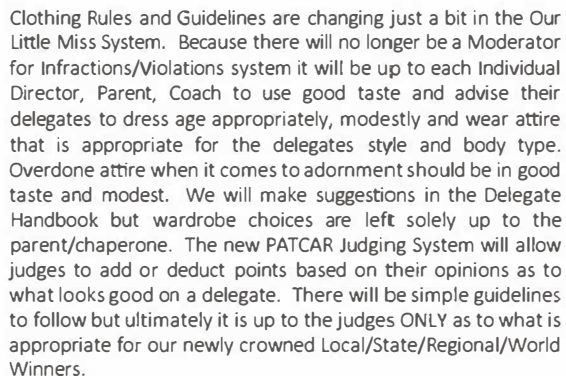 Clothing Rules and Guidelines are changing just a bit in the Our
Little Miss System. Because there will no longer be a Moderator
for Infractions/Violations system it will be up to each Individual
Director, Parent, Coach to use good taste and advise their
delegates to dress age appropriately, modestly and wear attire
that is appropriate for the delegates style and body type.
Overdone attire when it comes to adornment should be in good
taste and modest. We will make suggestions in the Delegate
Handbook but wardrobe choices are left solely up to the
parent/chaperone. The new PATCAR Judging System will allow
judges to add or deduct points based on their opinions as to
what looks good on a delegate. There will be simple guidelines
to follow but ultimately it is up to the judges ONLY as to what is
appropriate for our newly crowned Local/State/Regional/World
Winners.